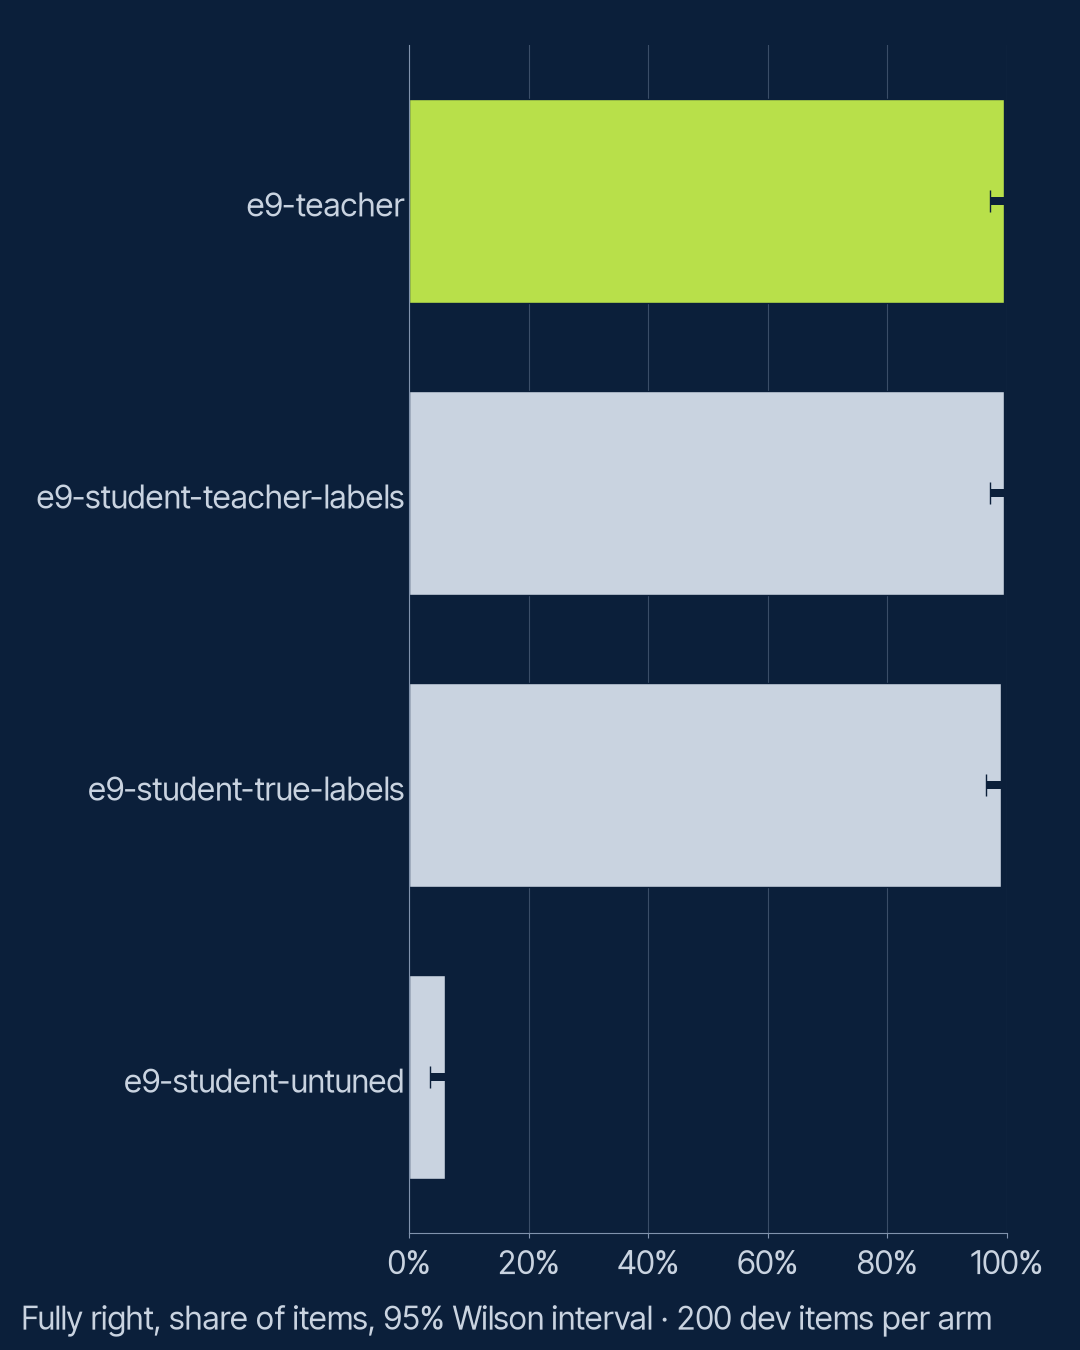 e9-teacher
e9-student-teacher-labels
e9-student-true-labels
e9-student-untuned
0% 20% 40% 60% 80% 100%
Fully right, share of items, 95% Wilson interval · 200 dev items per arm